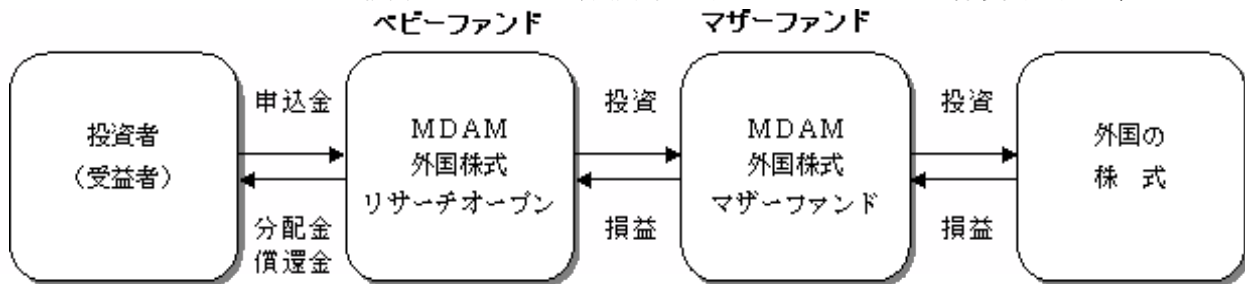 ベビーファンド
マザーファンド
投資者
（受益者）
申込金
分配金
償還金
ＭＤＡＭ
外国株式
リサーチオープン
投資
損益
ＭＤＡＭ
外国株式
マザーファンド
投資
損益
外国の
株　式